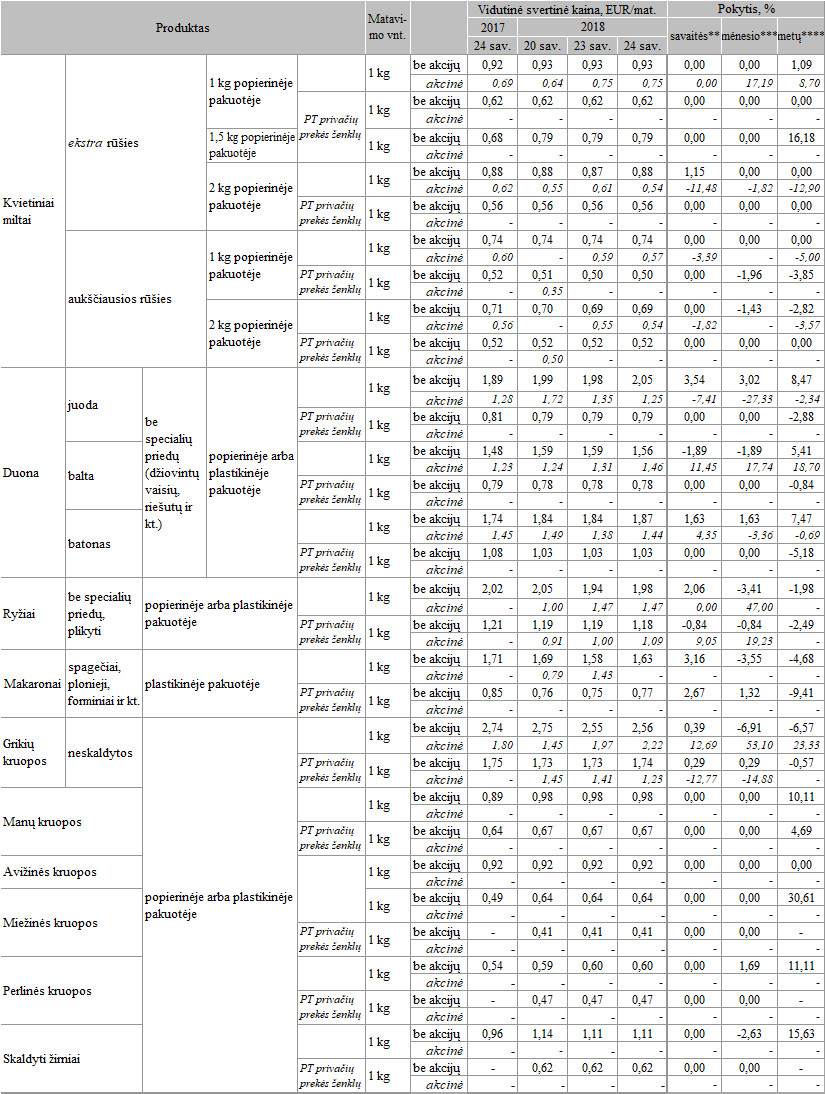 Produktas Matavi- Vidutinė svertinė kaina, EUR/mat. Pokytis, %
mo vnt. 2017 2018 savaitės** mėnesio*** metų****
24 sav. 20 sav. 23 sav. 24 sav.
Kvietiniai miltai ekstra rūšies 1 kg popierinėje pakuotėje 1 kg be akcijų 0,92 0,93 0,93 0,93 0,00 0,00 1,09
akcinė 0,69 0,64 0,75 0,75 0,00 17,19 8,70
PT privačių prekės ženklų 1 kg be akcijų 0,62 0,62 0,62 0,62 0,00 0,00 0,00
akcinė - - - - - - -
1,5 kg popierinėje pakuotėje 1 kg be akcijų 0,68 0,79 0,79 0,79 0,00 0,00 16,18
akcinė - - - - - - -
2 kg popierinėje pakuotėje 1 kg be akcijų 0,88 0,88 0,87 0,88 1,15 0,00 0,00
akcinė 0,62 0,55 0,61 0,54 -11,48 -1,82 -12,90
PT privačių prekės ženklų 1 kg be akcijų 0,56 0,56 0,56 0,56 0,00 0,00 0,00
akcinė - - - - - - -
aukščiausios rūšies 1 kg popierinėje pakuotėje 1 kg be akcijų 0,74 0,74 0,74 0,74 0,00 0,00 0,00
akcinė 0,60 - 0,59 0,57 -3,39 - -5,00
PT privačių prekės ženklų 1 kg be akcijų 0,52 0,51 0,50 0,50 0,00 -1,96 -3,85
akcinė - 0,35 - - - - -
2 kg popierinėje pakuotėje 1 kg be akcijų 0,71 0,70 0,69 0,69 0,00 -1,43 -2,82
akcinė 0,56 - 0,55 0,54 -1,82 - -3,57
PT privačių prekės ženklų 1 kg be akcijų 0,52 0,52 0,52 0,52 0,00 0,00 0,00
akcinė - 0,50 - - - - -
Duona juoda be specialių priedų (džiovintų vaisių, riešutų ir kt.) popierinėje arba plastikinėje pakuotėje 1 kg be akcijų 1,89 1,99 1,98 2,05 3,54 3,02 8,47
akcinė 1,28 1,72 1,35 1,25 -7,41 -27,33 -2,34
PT privačių prekės ženklų 1 kg be akcijų 0,81 0,79 0,79 0,79 0,00 0,00 -2,88
akcinė - - - - - - -
balta 1 kg be akcijų 1,48 1,59 1,59 1,56 -1,89 -1,89 5,41
akcinė 1,23 1,24 1,31 1,46 11,45 17,74 18,70
PT privačių prekės ženklų 1 kg be akcijų 0,79 0,78 0,78 0,78 0,00 0,00 -0,84
akcinė - - - - - - -
batonas 1 kg be akcijų 1,74 1,84 1,84 1,87 1,63 1,63 7,47
akcinė 1,45 1,49 1,38 1,44 4,35 -3,36 -0,69
PT privačių prekės ženklų 1 kg be akcijų 1,08 1,03 1,03 1,03 0,00 0,00 -5,18
akcinė - - - - - - -
Ryžiai be specialių priedų, plikyti popierinėje arba plastikinėje pakuotėje 1 kg be akcijų 2,02 2,05 1,94 1,98 2,06 -3,41 -1,98
akcinė - 1,00 1,47 1,47 0,00 47,00 -
PT privačių prekės ženklų 1 kg be akcijų 1,21 1,19 1,19 1,18 -0,84 -0,84 -2,49
akcinė - 0,91 1,00 1,09 9,05 19,23 -
Makaronai spagečiai, plonieji, forminiai ir kt. plastikinėje pakuotėje 1 kg be akcijų 1,71 1,69 1,58 1,63 3,16 -3,55 -4,68
akcinė - 0,79 1,43 - - - -
PT privačių prekės ženklų 1 kg be akcijų 0,85 0,76 0,75 0,77 2,67 1,32 -9,41
akcinė - - - - - - -
Grikių kruopos neskaldytos popierinėje arba plastikinėje pakuotėje 1 kg be akcijų 2,74 2,75 2,55 2,56 0,39 -6,91 -6,57
akcinė 1,80 1,45 1,97 2,22 12,69 53,10 23,33
PT privačių prekės ženklų 1 kg be akcijų 1,75 1,73 1,73 1,74 0,29 0,29 -0,57
akcinė - 1,45 1,41 1,23 -12,77 -14,88 -
Manų kruopos 1 kg be akcijų 0,89 0,98 0,98 0,98 0,00 0,00 10,11
akcinė - - - - - - -
PT privačių prekės ženklų 1 kg be akcijų 0,64 0,67 0,67 0,67 0,00 0,00 4,69
akcinė - - - - - - -
Avižinės kruopos 1 kg be akcijų 0,92 0,92 0,92 0,92 0,00 0,00 0,00
akcinė - - - - - - -
Miežinės kruopos 1 kg be akcijų 0,49 0,64 0,64 0,64 0,00 0,00 30,61
akcinė - - - - - - -
PT privačių prekės ženklų 1 kg be akcijų - 0,41 0,41 0,41 0,00 0,00 -
akcinė - - - - - - -
Perlinės kruopos 1 kg be akcijų 0,54 0,59 0,60 0,60 0,00 1,69 11,11
akcinė - - - - - - -
PT privačių prekės ženklų 1 kg be akcijų - 0,47 0,47 0,47 0,00 0,00 -
akcinė - - - - - - -
Skaldyti žirniai 1 kg be akcijų 0,96 1,14 1,11 1,11 0,00 -2,63 15,63
akcinė - - - - - - -
PT privačių prekės ženklų 1 kg be akcijų - 0,62 0,62 0,62 0,00 0,00 -
akcinė - - - - - - -